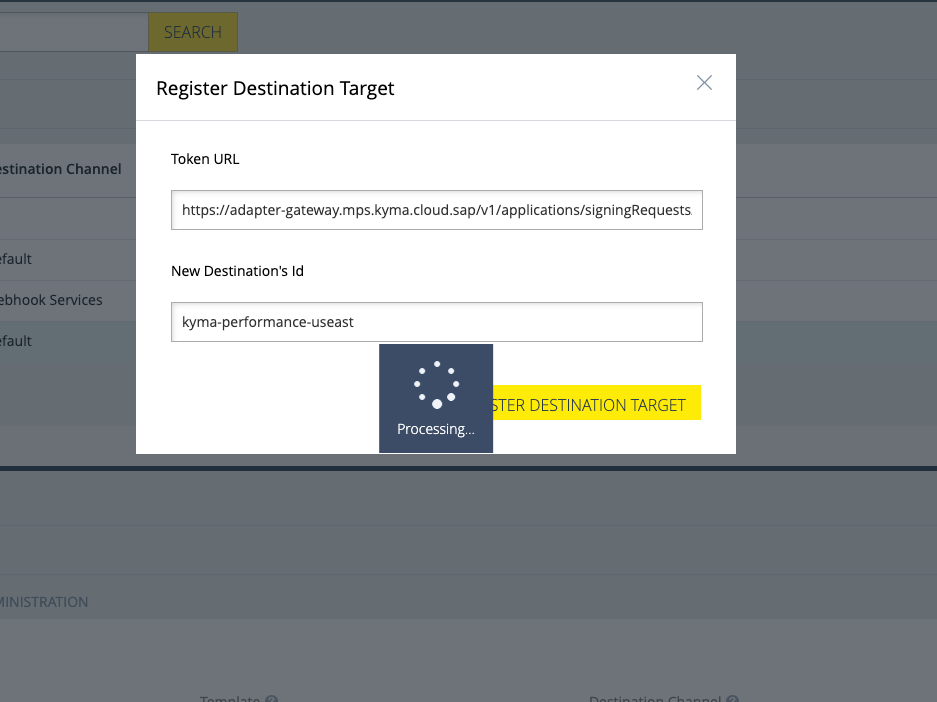 SEARCH
Register Destination Target
Token URL
estination Channel
https://adapter-gateway.mps.kyma.cloud.sap/v1/applications/signingRequests
efault
New Destination's Id
ebhook Services
kyma-performance-useast
efault
STER DESTINATION TARGET
Processing...
MINISTRATION
Template
Destination Channel